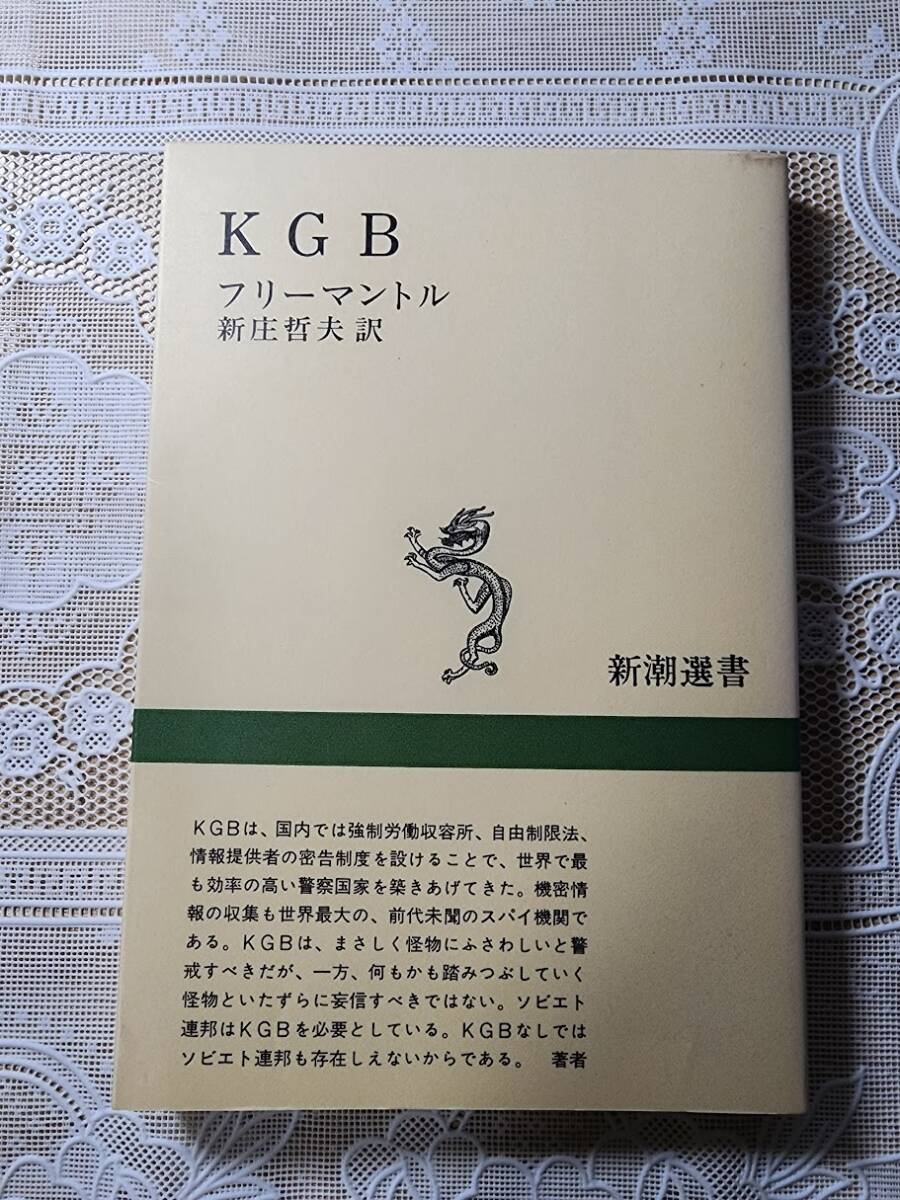 KGB
フリーマントル
新庄哲夫 訳
新潮選書
KGBは、国内では強制労働収容所、自由制限法、
情報提供者の密告制度を設けることで、世界で最
も効率の高い警察国家を築きあげてきた。機密情
報の収集も世界最大の、前代未聞のスパイ機関で
ある。KGBは、まさしく怪物にふさわしいと警
戒すべきだが、一方、何もかも踏みつぶしていく
怪物といたずらに妄信すべきではない。ソビエト
連邦はKGBを必要としている。KGBなしでは
ソビエト連邦も存在しえないからである。 著者